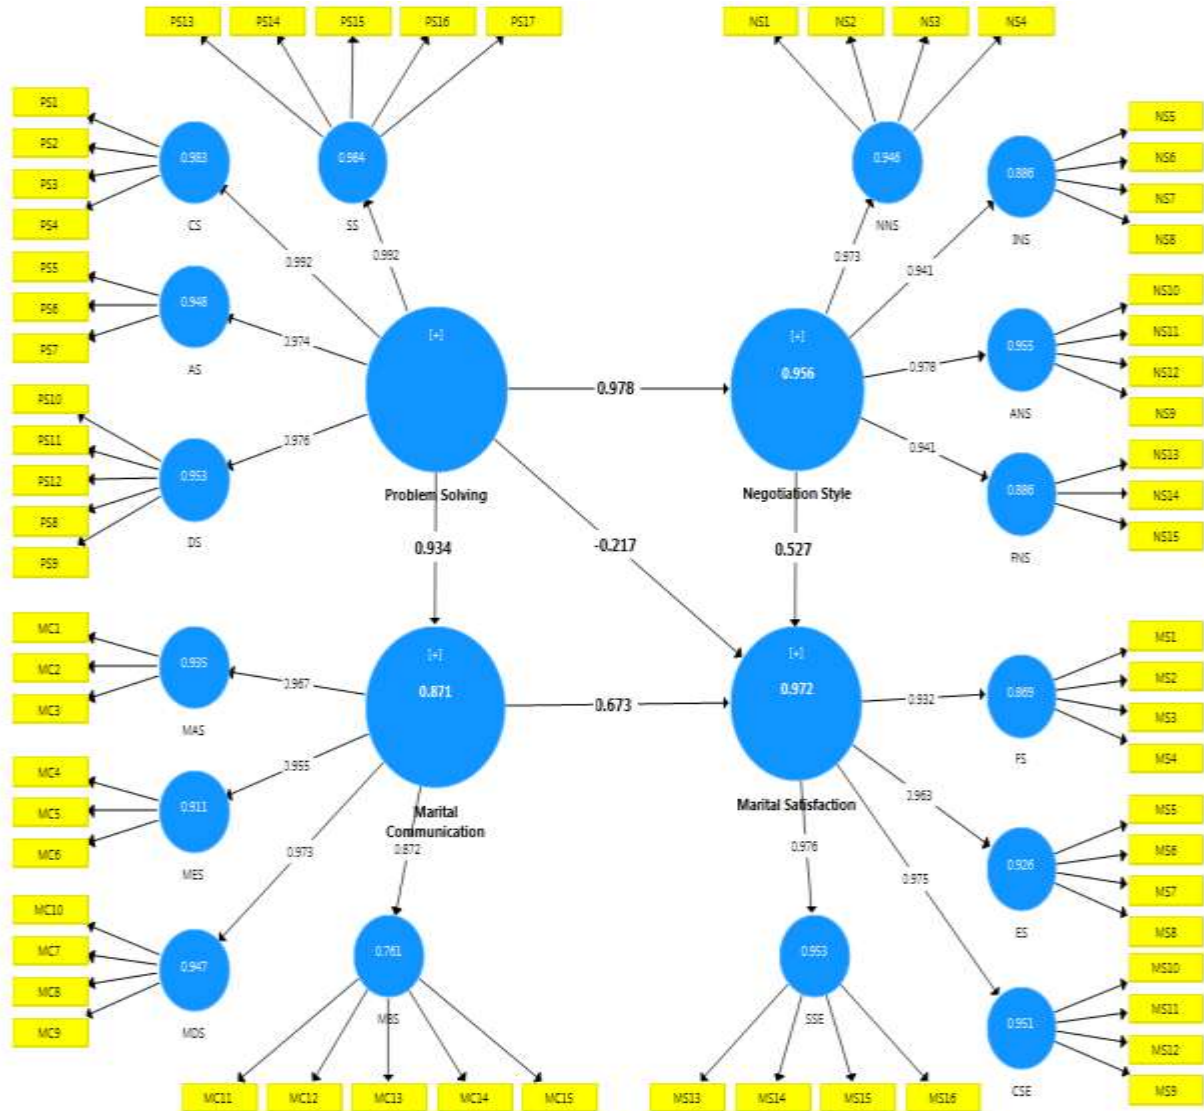 PS13 PS14 PS15 PS16 PS17
NS1 NS2 NS3 NS4
PS1
PS2
PS3
PS4
0.983
CS
0.984
SS
0.946
NNS
0.886
INS
NS5
NS6
NS7
NS8
0.992
0.992
0.973
0.941
PS5
PS6
PS7
0.948
AS
0.974
[+]
[+]
0.956
0.978
0.978
0.955
ANS
NS10
NS11
NS12
NS9
PS10
PS11
PS12
PS8
PS9
0.953
DS
0.976
Problem Solving
Negotiation Style
0.941
0.886
FNS
NS13
NS14
NS15
0.934
-0.217
0.527
MC1
MC2
MC3
0.935
MAS
0.967
[+]
0.871
0.673
[+]
0.972
0.932
0.869
FS
MS1
MS2
MS3
MS4
MC4
MC5
MC6
0.911
MES
0.955
Marital
Communication
Marital Satisfaction
0.963
0.926
ES
MS5
MS6
MS7
MS8
0.973
0.872
0.976
0.975
MC10
MC7
MC8
MC9
0.947
MDS
0.761
MBS
0.953
SSE
0.951
CSE
MS10
MS11
MS12
MS9
MC11 MC12 MC13 MC14 MC15
MS13 MS14 MS15 MS16